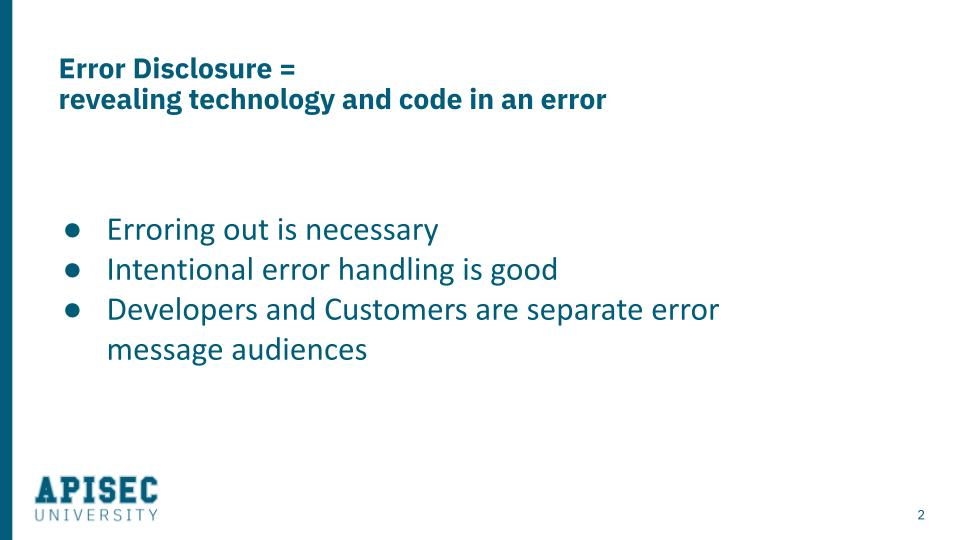 Error Disclosure =
revealing technology and code in an error
● Erroring out is necessary
● Intentional error handling is good
● Developers and Customers are separate error
message audiences
APISEC
UNIVERSITY
2